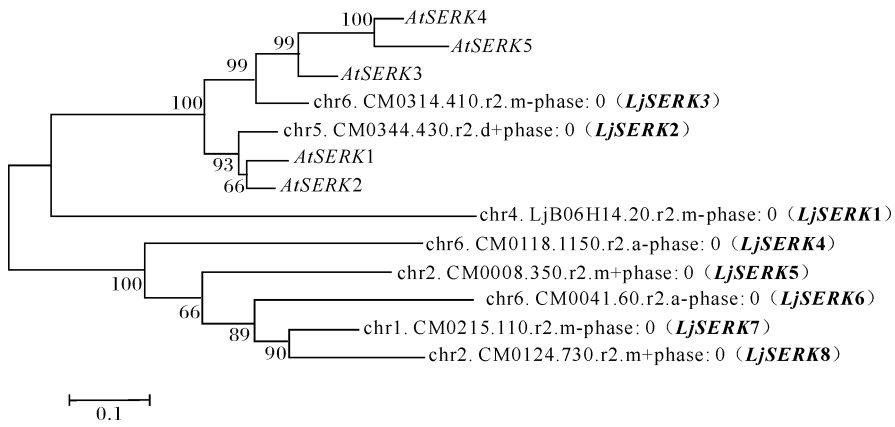 100 AtSERK4
99 AtSERK5
99 AtSERK3
100 chr6. CM0314.410.r2.m-phase: 0（LjSERK3）
chr5. CM0344.430.r2.d+phase: 0（LjSERK2）
93 AtSERK1
66 AtSERK2
chr4. LjB06H14.20.r2.m-phase: 0（LjSERK1）
chr6. CM0118.1150.r2.a-phase: 0（LjSERK4）
100 chr2. CM0008.350.r2.m+phase: 0（LjSERK5）
66 chr6. CM0041.60.r2.a-phase: 0（LjSERK6）
89 chr1. CM0215.110.r2.m-phase: 0（LjSERK7）
90 chr2. CM0124.730.r2.m+phase: 0（LjSERK8）
0.1